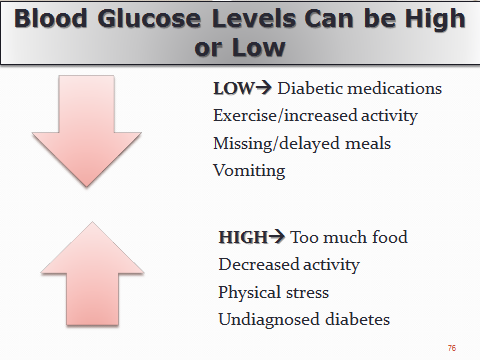 Blood Glucose Levels Can be High
or Low
LOW→ Diabetic medications
Exercise/increased activity
Missing/delayed meals
Vomiting
HIGH→ Too much food
Decreased activity
Physical stress
Undiagnosed diabetes
76